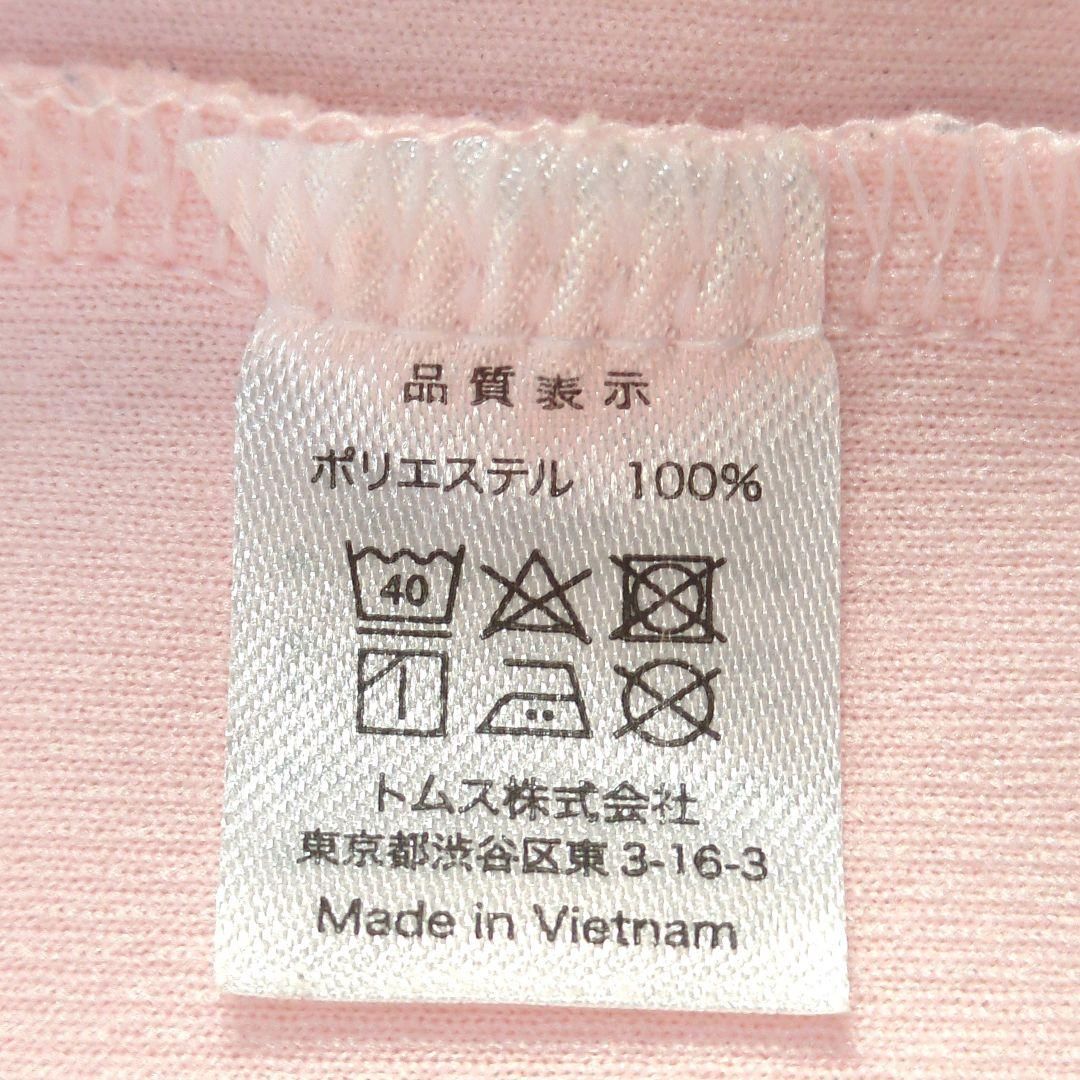 品質表示
ポリエステル 100%
40
トムス株式会社
東京都渋谷区東 3-16-3
Made in Vietnam